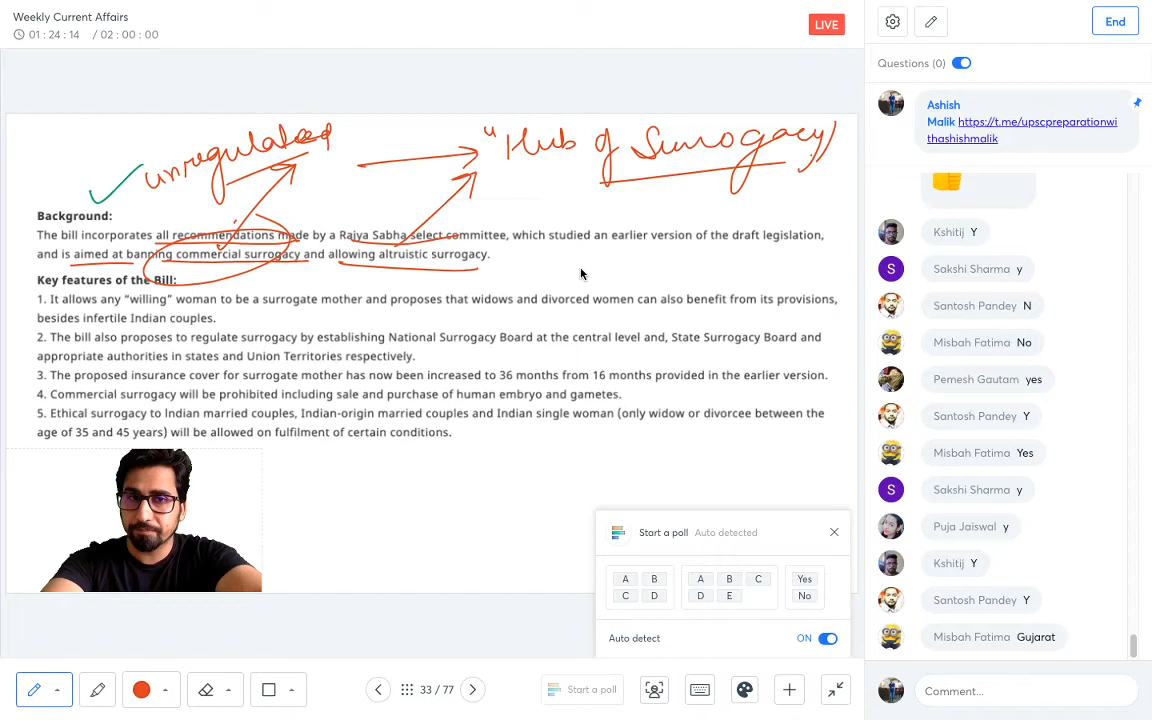 Weekly Current Affairs
01 : 24 : 14 / 02 : 00 : 00
LIVE
unregulated
"Hub of Surrogacy"
Background:
The bill incorporates all recommendations made by a Rajya Sabha select committee, which studied an earlier version of the draft legislation,
and is aimed at banning commercial surrogacy and allowing altruistic surrogacy.
Key features of the Bill:
1. It allows any "willing" woman to be a surrogate mother and proposes that widows and divorced women can also benefit from its provisions,
besides infertile Indian couples.
2. The bill also proposes to regulate surrogacy by establishing National Surrogacy Board at the central level and, State Surrogacy Board and
appropriate authorities in states and Union Territories respectively.
3. The proposed insurance cover for surrogate mother has now been increased to 36 months from 16 months provided in the earlier version.
4. Commercial surrogacy will be prohibited including sale and purchase of human embryo and gametes.
5. Ethical surrogacy to Indian married couples, Indian-origin married couples and Indian single woman (only widow or divorcee between the
age of 35 and 45 years) will be allowed on fulfilment of certain conditions.
Start a poll Auto detected
A B
C D
A B C
D E
Yes
No
Auto detect ON
33 / 77
Start a poll
End
Questions (0)
Ashish
Malik https://t.me/upscpreparationwi
thashishmalik
Kshitij Y
S Sakshi Sharma y
Santosh Pandey N
Misbah Fatima No
Pemesh Gautam yes
Santosh Pandey Y
Misbah Fatima Yes
S Sakshi Sharma y
Puja Jaiswal y
Kshitij Y
Santosh Pandey Y
Misbah Fatima Gujarat
Comment...